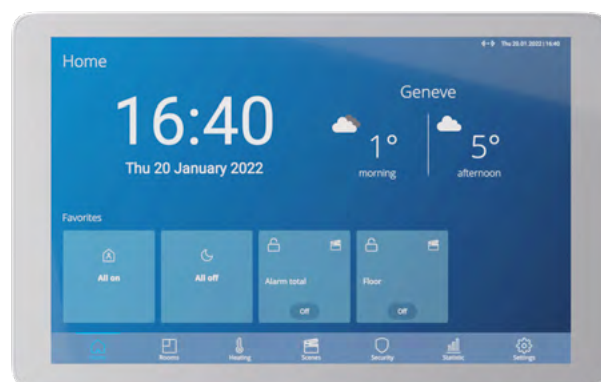 Thu 20.01.2022 | 16:40
Home
Geneve
16:40
Thu 20 January 2022
1° 5°
morning afternoon
Favorites
All on All off Alarm total Floor
Off Off
Rooms Heating Scenes Security Statistic Settings